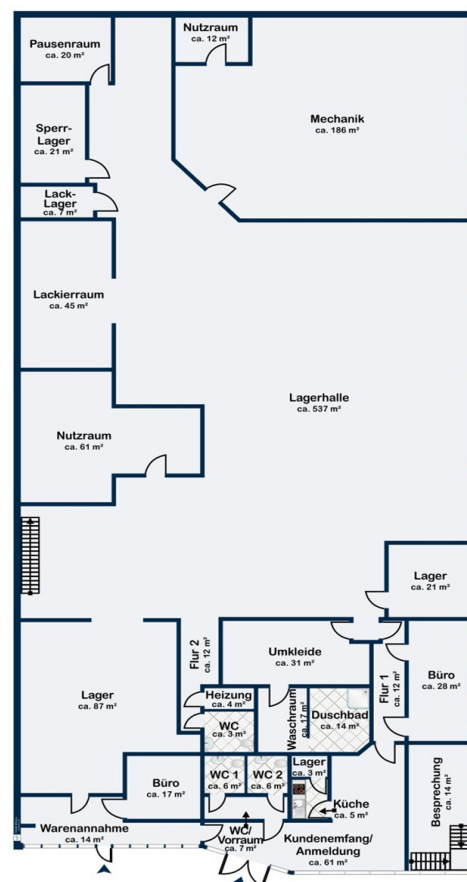 Pausenraum
ca. 20 m²
Nutzraum
ca. 12 m²
Mechanik
ca. 186 m²
Sperr-
Lager
ca. 21 m²
Lack-
Lager
ca. 7 m²
Lackierraum
ca. 45 m²
Lagerhalle
ca. 537 m²
Nutzraum
ca. 61 m²
Lager
ca. 21 m²
Flur 2
ca. 12 m²
Umkleide
ca. 31 m²
Flur 1
ca. 12 m²
Büro
ca. 28 m²
Lager
ca. 87 m²
Heizung
ca. 4 m²
Waschraum
ca. 17 m²
Duschbad
ca. 14 m²
WC
ca. 3 m²
Büro
ca. 17 m²
WC 1
ca. 6 m²
WC 2
ca. 6 m²
Lager
ca. 3 m²
Küche
ca. 5 m²
Besprechung
ca. 14 m²
Warenannahme
ca. 14 m²
WC/
Vorraum
ca. 7 m²
Kundenemfang/
Anmeldung
ca. 61 m²